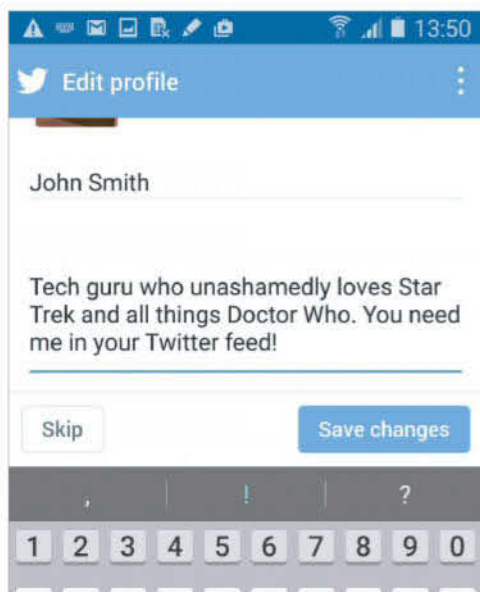 13:50
Edit profile
John Smith
Tech guru who unashamedly loves Star
Trek and all things Doctor Who. You need
me in your Twitter feed!
Skip Save changes
, ! ?
1 2 3 4 5 6 7 8 9 0